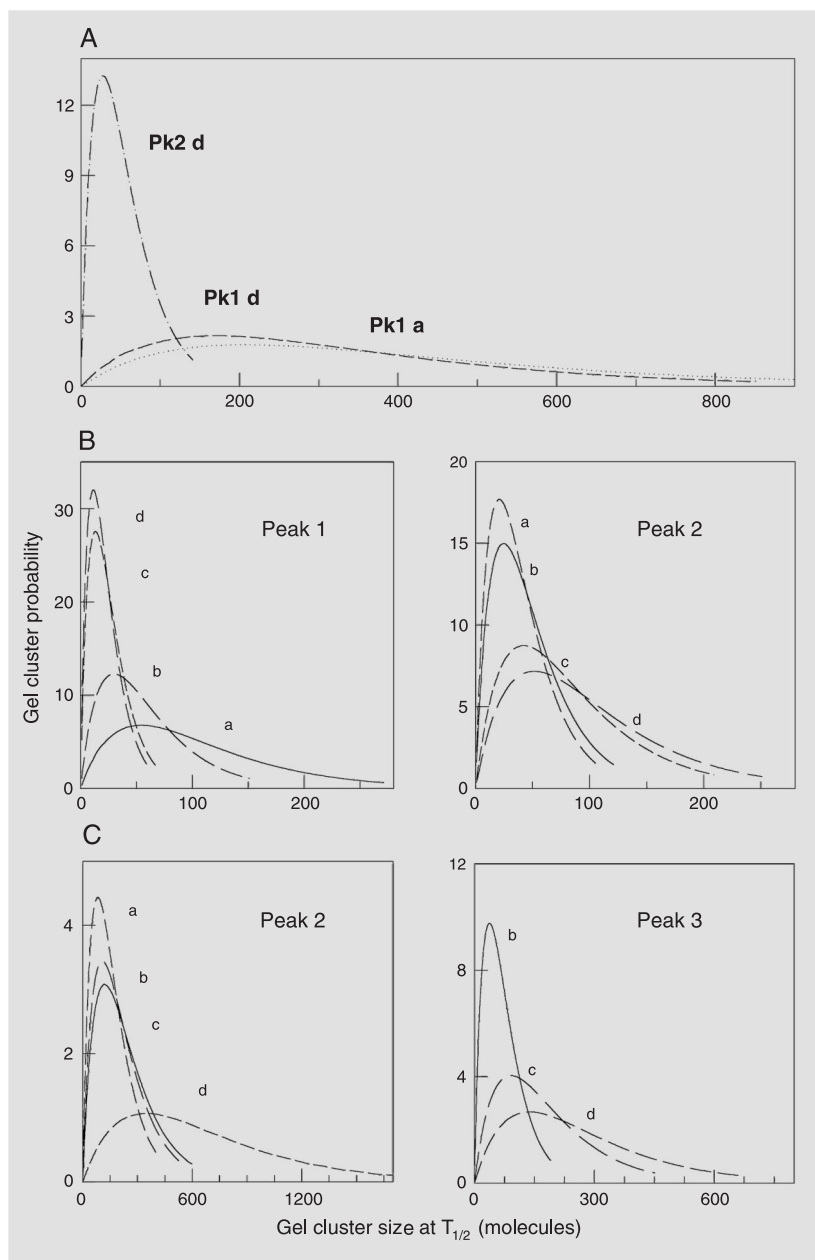 A
12
9
6
3
0
Pk2 d
Pk1 d
Pk1 a
0 200 400 600 800
B
Gel cluster probability
30
20
10
0
d
c
b
a
Peak 1
0 100 200
20
15
10
5
0
a
b
c
d
Peak 2
0 100 200
C
4
2
0
a
b
c
d
Peak 2
0 600 1200
12
8
4
0
b
c
d
Peak 3
0 300 600
Gel cluster size at T1/2 (molecules)